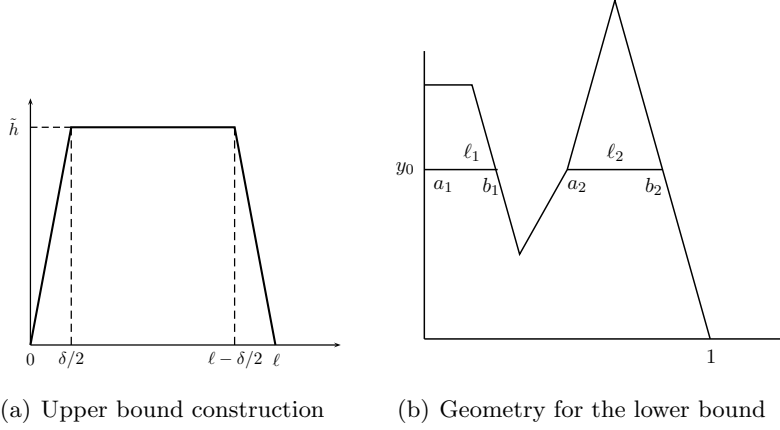 $\tilde{h}$
0 δ/2 ℓ − δ/2 ℓ
(a) Upper bound construction
y₀
ℓ₁ ℓ₂
a₁ b₁ a₂ b₂
1
(b) Geometry for the lower bound